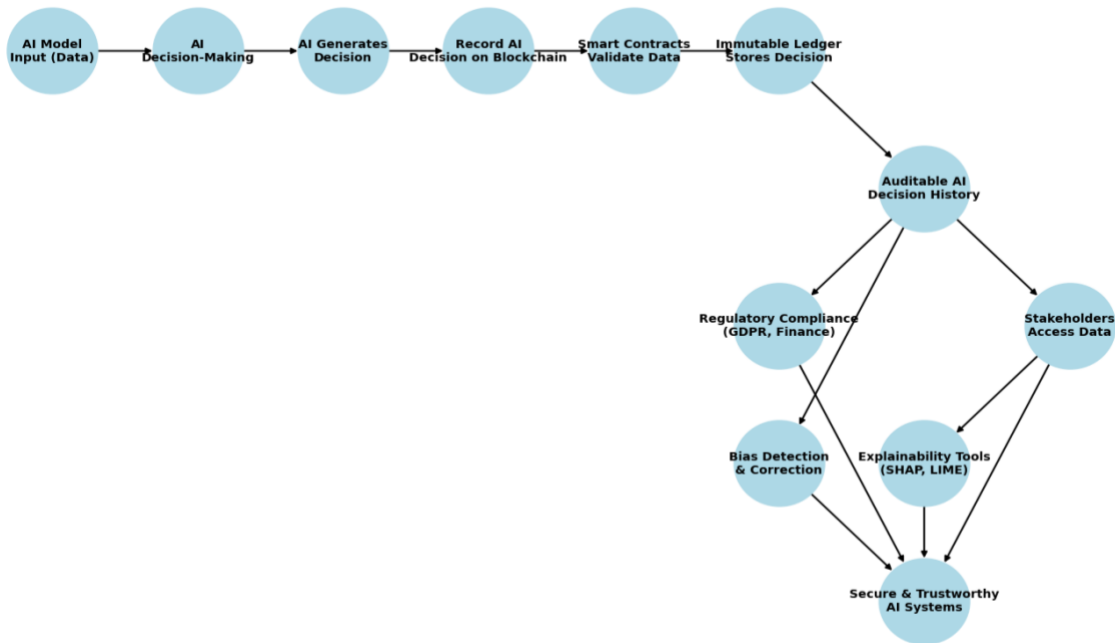 AI Model
Input (Data)
AI
Decision-Making
AI Generates
Decision
Record AI
Decision on Blockchain
Smart Contracts
Validate Data
Immutable Ledger
Stores Decision
Auditable AI
Decision History
Regulatory Compliance
(GDPR, Finance)
Stakeholders
Access Data
Bias Detection
& Correction
Explainability Tools
(SHAP, LIME)
Secure & Trustworthy
AI Systems